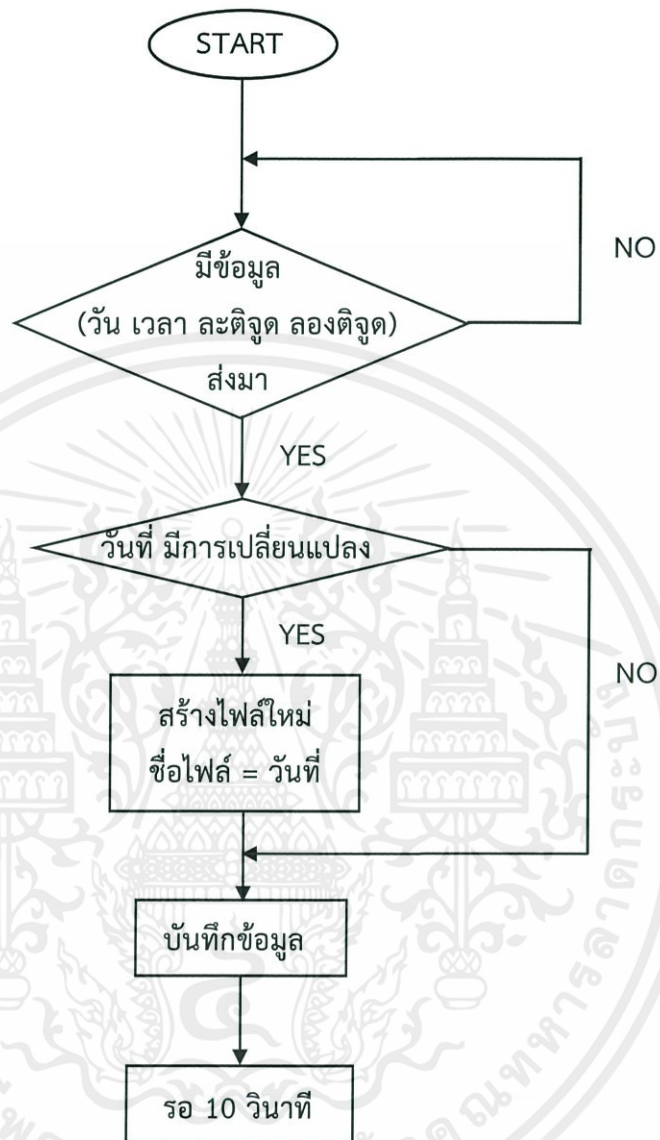 START
มีข้อมูล
(วัน เวลา ละติจูด ลองติจูด)
ส่งมา
NO
YES
วันที่ มีการเปลี่ยนแปลง
YES
NO
สร้างไฟล์ใหม่
ชื่อไฟล์ = วันที่
บันทึกข้อมูล
รอ 10 วินาที